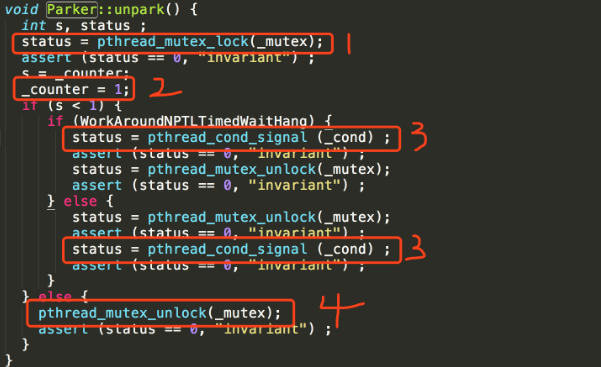 void Parker::unpark() {
int s, status ;
status = pthread_mutex_lock(_mutex); 1
assert (status == 0, "invariant") ;
s = _counter;
_counter = 1; 2
if (s < 1) {
if (WorkAroundNPTLTimedWaitHang) {
status = pthread_cond_signal (_cond) ; 3
assert (status == 0, "invariant") ;
status = pthread_mutex_unlock(_mutex);
assert (status == 0, "invariant") ;
} else {
status = pthread_mutex_unlock(_mutex);
assert (status == 0, "invariant") ;
status = pthread_cond_signal (_cond) ; 3
assert (status == 0, "invariant") ;
}
} else {
pthread_mutex_unlock(_mutex); 4
assert (status == 0, "invariant") ;
}
}